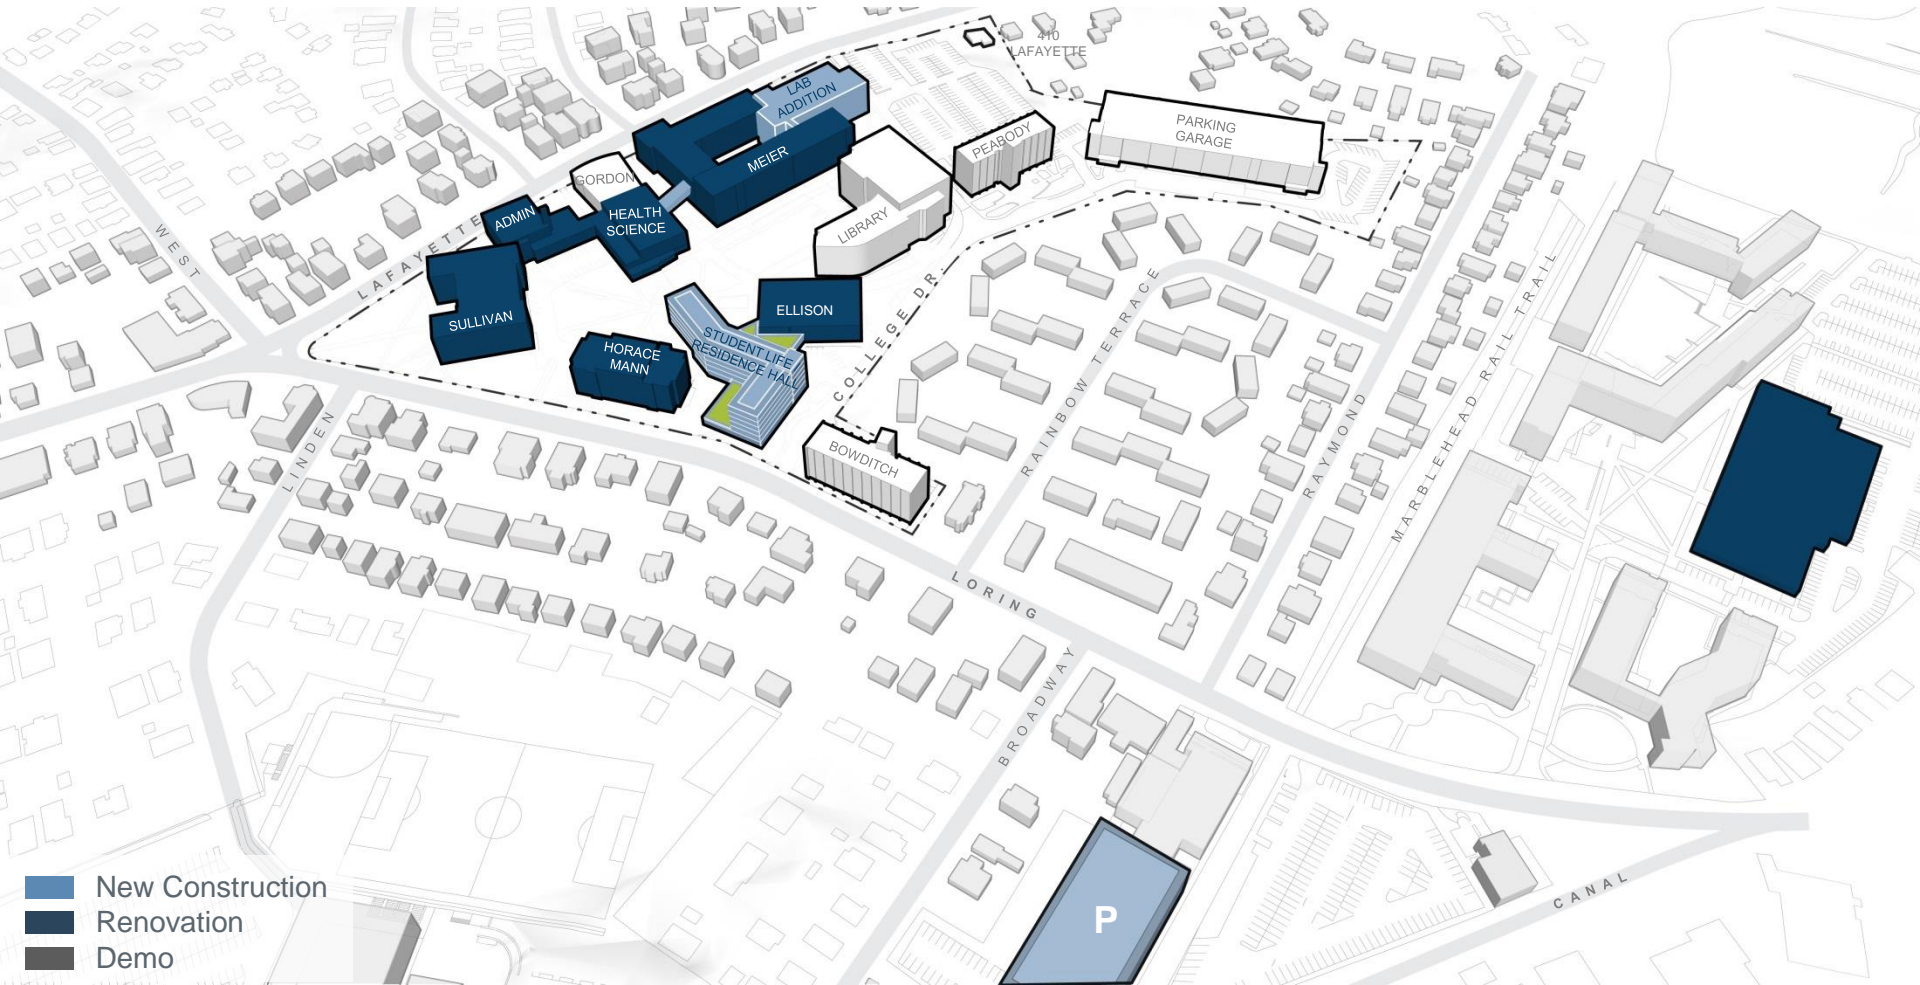 410
LAFAYETTE
LAB
ADDITION
PARKING
GARAGE
PEABODY
MEIER
GORDON
ADMIN
HEALTH
SCIENCE
LIBRARY
WEST
LAFAYETTE
SULLIVAN
ELLISON
COLLEGE DR.
HORACE
MANN
STUDENT LIFE
RESIDENCE HALL
BOWDITCH
LINDEN
RAINBOW TERRACE
RAYMOND
MARBLEHEAD RAIL TRAIL
LORING
BROADWAY
CANAL
P
New Construction
Renovation
Demo